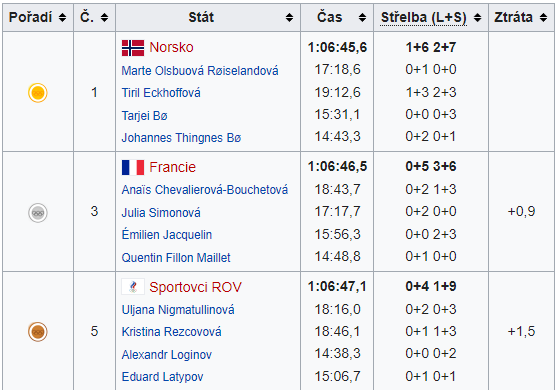 Pořadí Č. Stát Čas Střelba (L+S) Ztráta
Norsko 1:06:45,6 1+6 2+7
Marte Olsbuová Røiselandová 17:18,6 0+1 0+0
1 Tiril Eckhoffová 19:12,6 1+3 2+3
Tarjei Bø 15:31,1 0+0 0+3
Johannes Thingnes Bø 14:43,3 0+2 0+1
Francie 1:06:46,5 0+5 3+6
Anaïs Chevalierová-Bouchetová 18:43,7 0+2 1+3
3 Julia Simonová 17:17,7 0+2 0+0 +0,9
Émilien Jacquelin 15:56,3 0+0 2+3
Quentin Fillon Maillet 14:48,8 0+1 0+0
Sportovci ROV 1:06:47,1 0+4 1+9
Uljana Nigmatullinová 18:16,0 0+2 0+3
5 Kristina Rezcovová 18:46,1 0+1 1+3 +1,5
Alexandr Loginov 14:38,3 0+0 0+2
Eduard Latypov 15:06,7 0+1 0+1